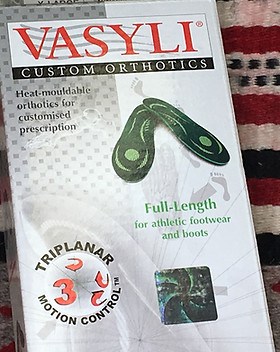 VASYLI®
CUSTOM ORTHOTICS
Heat-mouldable
orthotics for
customised
prescription
Full-Length
for athletic footwear
and boots
TRIPLANAR
3
MOTION CONTROL™